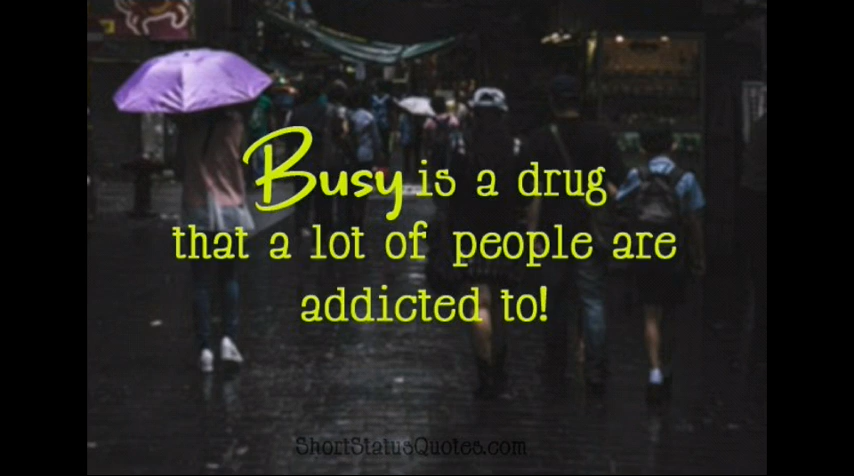 Busy is a drug
that a lot of people are
addicted to!
ShortStatusQuotes.com